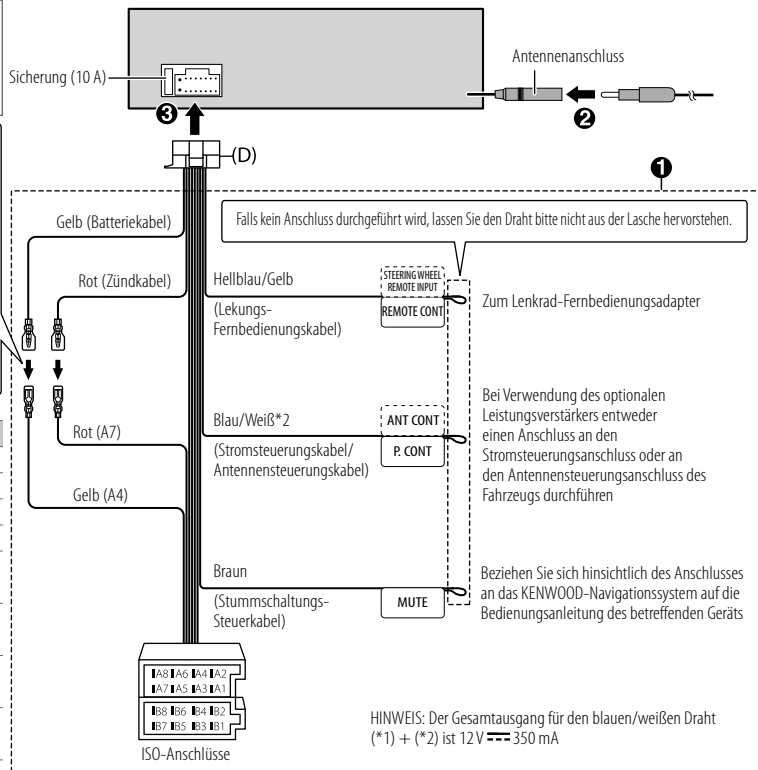 Sicherung (10 A)
Antennenanschluss
❸
❷
(D)
❶
Gelb (Batteriekabel)
Falls kein Anschluss durchgeführt wird, lassen Sie den Draht bitte nicht aus der Lasche hervorstehen.
Rot (Zündkabel)
Hellblau/Gelb
(Lekungs-
Fernbedienungskabel)
STEERING WHEEL
REMOTE INPUT
REMOTE CONT
Zum Lenkrad-Fernbedienungsadapter
Rot (A7)
Gelb (A4)
Blau/Weiß*2
(Stromsteuerungskabel/
Antennensteuerungskabel)
ANT CONT
P. CONT
Bei Verwendung des optionalen
Leistungsverstärkers entweder
einen Anschluss an den
Stromsteuerungsanschluss oder an
den Antennensteuerungsanschluss des
Fahrzeugs durchführen
Braun
(Stummschaltungs-
Steuerkabel)
MUTE
Beziehen Sie sich hinsichtlich des Anschlusses
an das KENWOOD-Navigationssystem auf die
Bedienungsanleitung des betreffenden Geräts
A8 A6 A4 A2
A7 A5 A3 A1
B8 B6 B4 B2
B7 B5 B3 B1
ISO-Anschlüsse
HINWEIS: Der Gesamtausgang für den blauen/weißen Draht
(*1) + (*2) ist 12 V ⎓ 350 mA